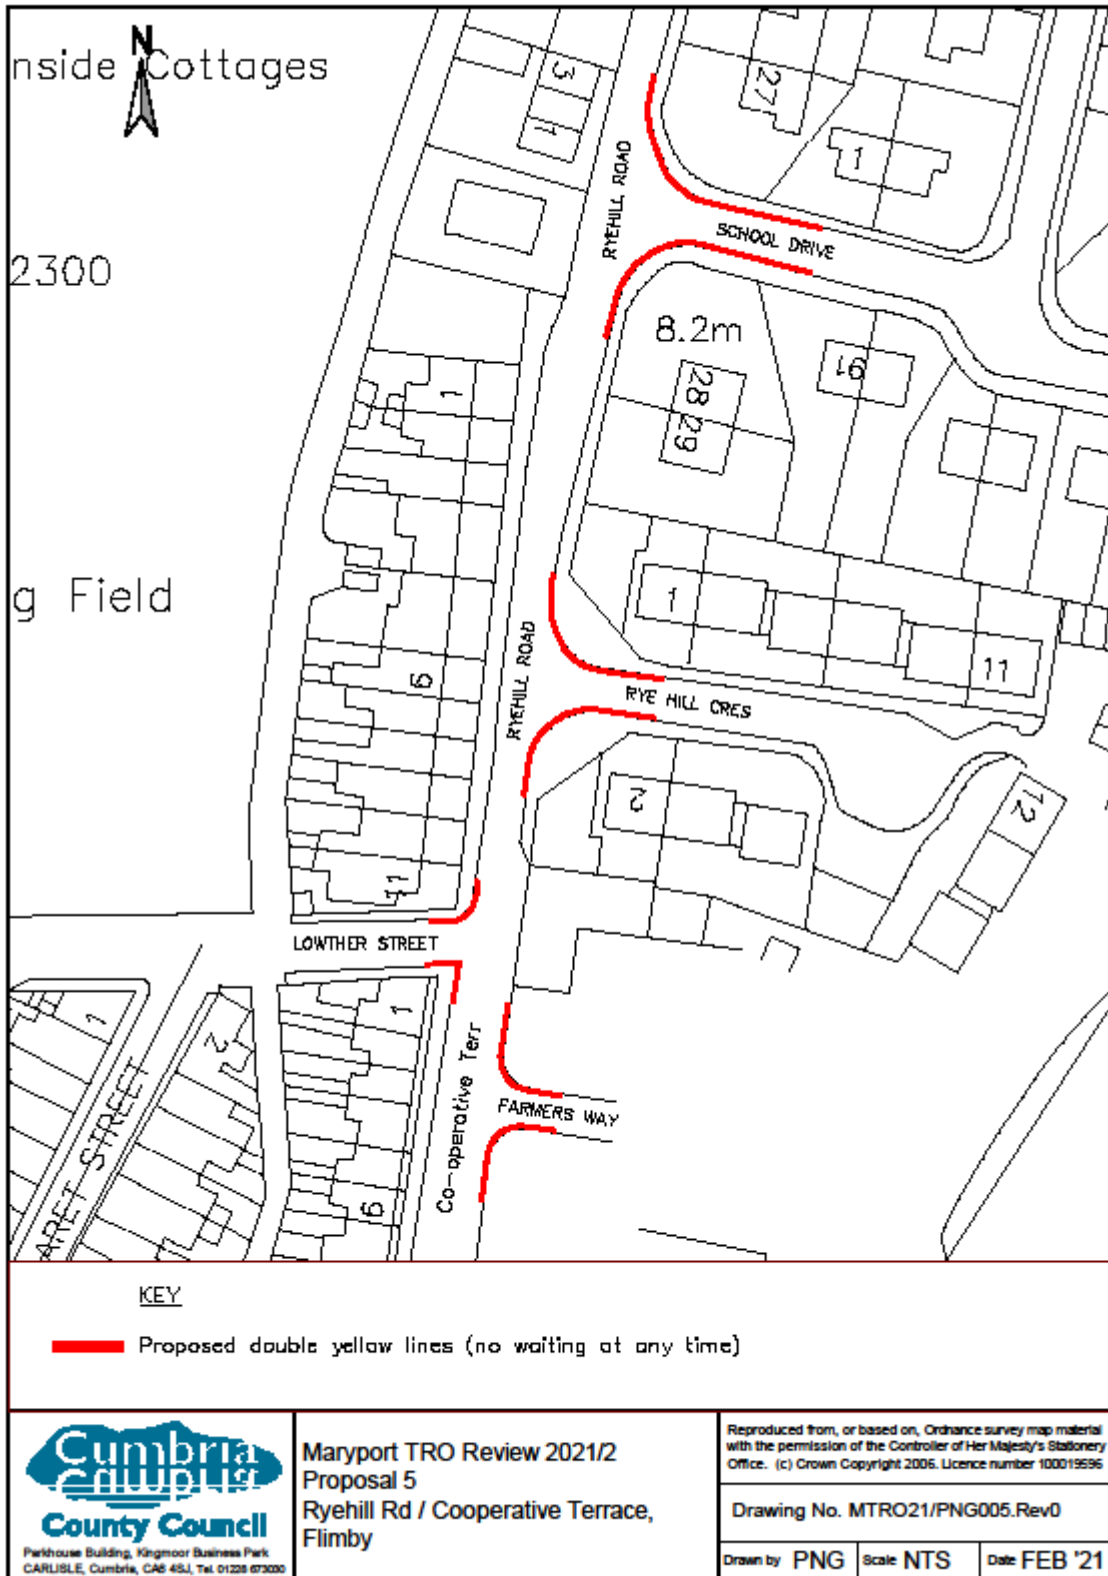 N
nside Cottages
3
1
27
1
RYEHILL ROAD
SCHOOL DRIVE
2300
8.2m
28
29
16
1
g Field
1
11
RYEHILL ROAD
9
RYE HILL CRES
2
12
11
LOWTHER STREET
1
2
1
Co-operative Terr
FARMERS WAY
ARET STREET
6
KEY
Proposed double yellow lines (no waiting at any time)
Cumbria
County Council
Parkhouse Building, Kingmoor Business Park
CARLISLE, Cumbria, CA6 4SJ, Tel. 01228 673000
Maryport TRO Review 2021/2
Proposal 5
Ryehill Rd / Cooperative Terrace,
Flimby
Reproduced from, or based on, Ordnance survey map material
with the permission of the Controller of Her Majesty's Stationery
Office. (c) Crown Copyright 2006. Licence number 100019596
Drawing No. MTRO21/PNG005.Rev0
Drawn by PNG
Scale NTS
Date FEB '21